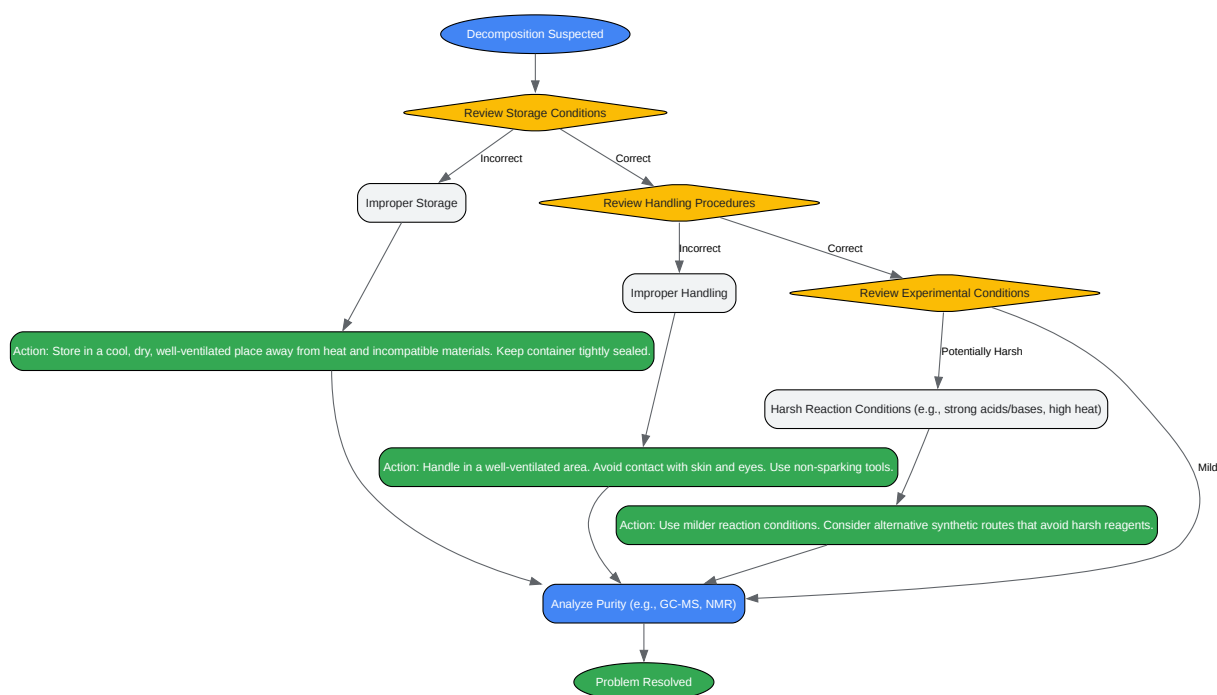 Decomposition Suspected
Review Storage Conditions
Incorrect
Correct
Improper Storage
Review Handling Procedures
Incorrect
Correct
Improper Handling
Review Experimental Conditions
Action: Store in a cool, dry, well-ventilated place away from heat and incompatible materials. Keep container tightly sealed.
Potentially Harsh
Harsh Reaction Conditions (e.g., strong acids/bases, high heat)
Action: Handle in a well-ventilated area. Avoid contact with skin and eyes. Use non-sparking tools.
Mild
Action: Use milder reaction conditions. Consider alternative synthetic routes that avoid harsh reagents.
Analyze Purity (e.g., GC-MS, NMR)
Problem Resolved